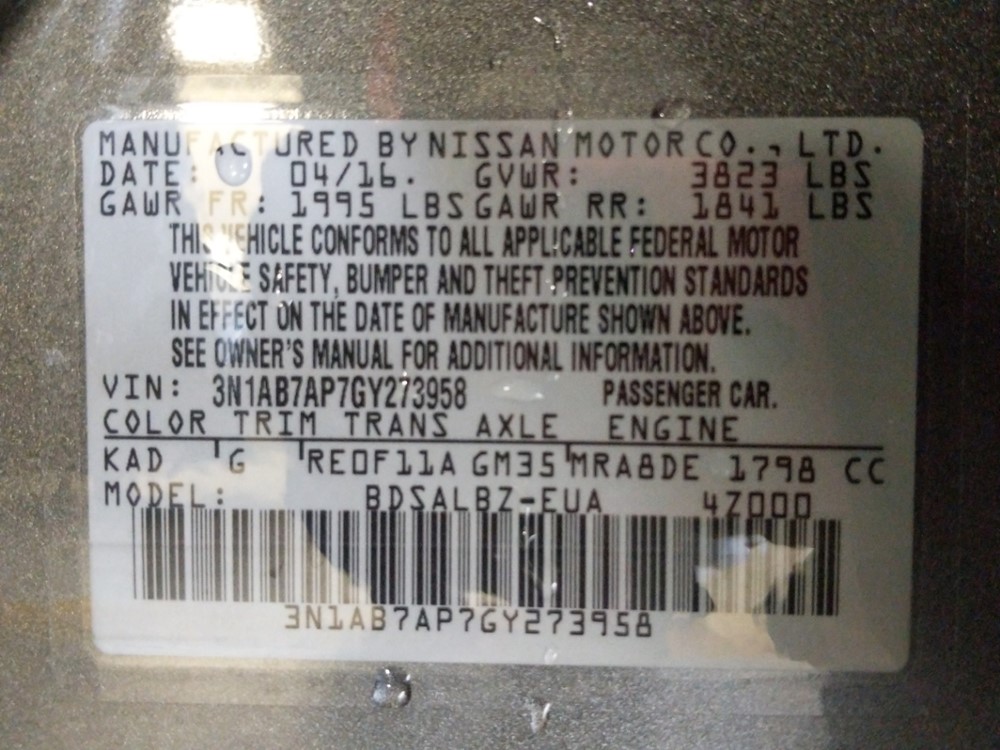 MANUFACTURED BY NISSAN MOTOR CO., LTD.
DATE: 04/16. GVWR: 3823 LBS
GAWR FR: 1995 LBS GAWR RR: 1841 LBS
THIS VEHICLE CONFORMS TO ALL APPLICABLE FEDERAL MOTOR
VEHICLE SAFETY, BUMPER AND THEFT PREVENTION STANDARDS
IN EFFECT ON THE DATE OF MANUFACTURE SHOWN ABOVE.
SEE OWNER'S MANUAL FOR ADDITIONAL INFORMATION.
VIN: 3N1AB7AP7GY273958 PASSENGER CAR.
COLOR TRIM TRANS AXLE ENGINE
KAD G RE0F11A GM35 MRA8DE 1798 CC
MODEL: BDSALBZ-EUA 4Z000
3N1AB7AP7GY273958